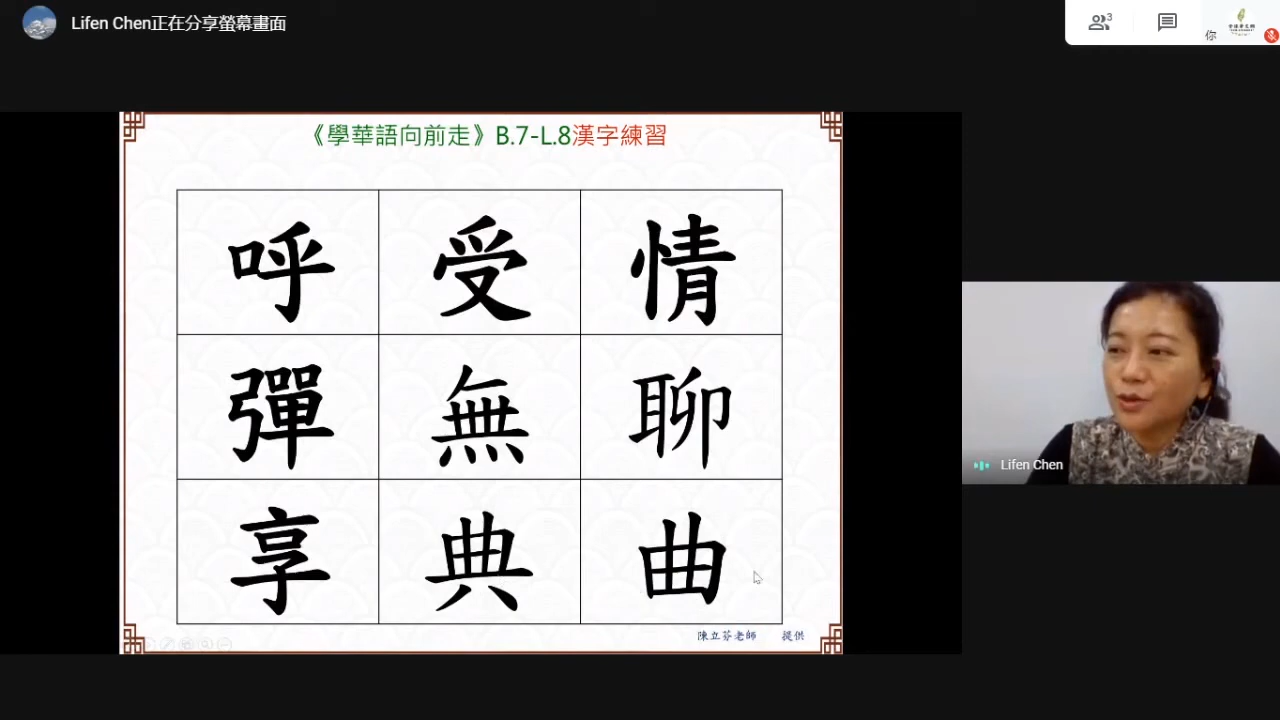 Lifen Chen正在分享螢幕畫面
3
你
《學華語向前走》B.7-L.8漢字練習
呼 受 情
彈 無 聊
享 典 曲
陳立芬老師 提供
Lifen Chen